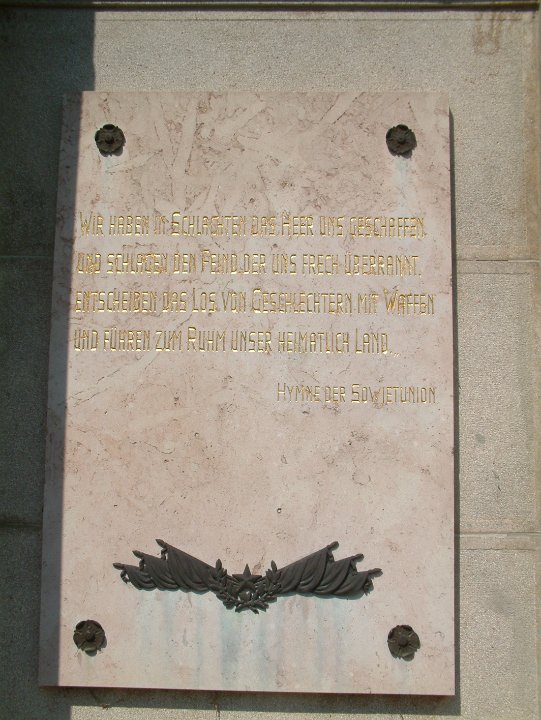 WIR HABEN IN SCHLACHTEN DAS HEER UNS GESCHAFFEN,
UND SCHLAGEN DEN FEIND, DER UNS FRECH ÜBERRANNT,
ENTSCHEIBEN DAS LOS, VON GESCHLECHTERN MIT WAFFEN
UND FÜHREN ZUM RUHM UNSER HEIMATLICH LAND...
HYMNE DER SOWJETUNION